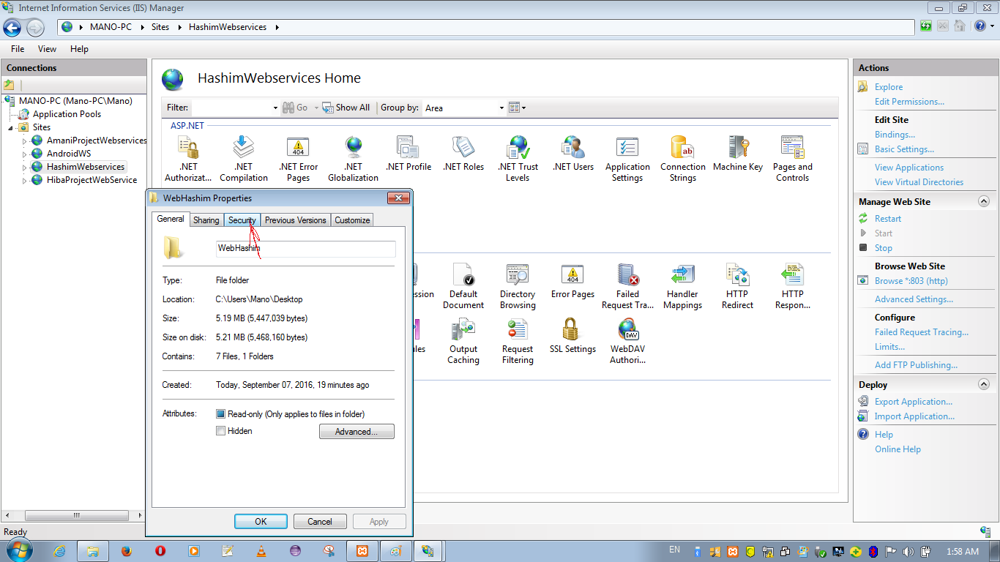 Internet Information Services (IIS) Manager
MANO-PC Sites HashimWebservices
File View Help
Connections
MANO-PC (Mano-PC\Mano)
Application Pools
Sites
AmaniProjectWebservices
AndroidWS
HashimWebservices
HibaProjectWebService
HashimWebservices Home
Filter: Go Show All Group by: Area
ASP.NET
.NET Authorizat...
.NET Compilation
.NET Error Pages
.NET Globalization
.NET Profile
.NET Roles
.NET Trust Levels
.NET Users
Application Settings
Connection Strings
Machine Key
Pages and Controls
404
ab
WebHashim Properties
General Sharing Security Previous Versions Customize
WebHashim
Type: File folder
Location: C:\Users\Mano\Desktop
Size: 5.19 MB (5,447,039 bytes)
Size on disk: 5.21 MB (5,468,160 bytes)
Contains: 7 Files, 1 Folders
Created: Today, September 07, 2016, 19 minutes ago
Attributes: Read-only (Only applies to files in folder)
Hidden Advanced...
OK Cancel Apply
ession
Default Document
Directory Browsing
404
Error Pages
Failed Request Tra...
Handler Mappings
HTTP Redirect
HTTP Respon...
ules
Output Caching
Request Filtering
SSL Settings
DAV
WebDAV Authori...
Actions
Explore
Edit Permissions...
Edit Site
Bindings...
Basic Settings...
View Applications
View Virtual Directories
Manage Web Site
Restart
Start
Stop
Browse Web Site
Browse *:803 (http)
Advanced Settings...
Configure
Failed Request Tracing...
Limits...
Add FTP Publishing...
Deploy
Export Application...
Import Application...
Help
Online Help
Ready
EN 1:58 AM